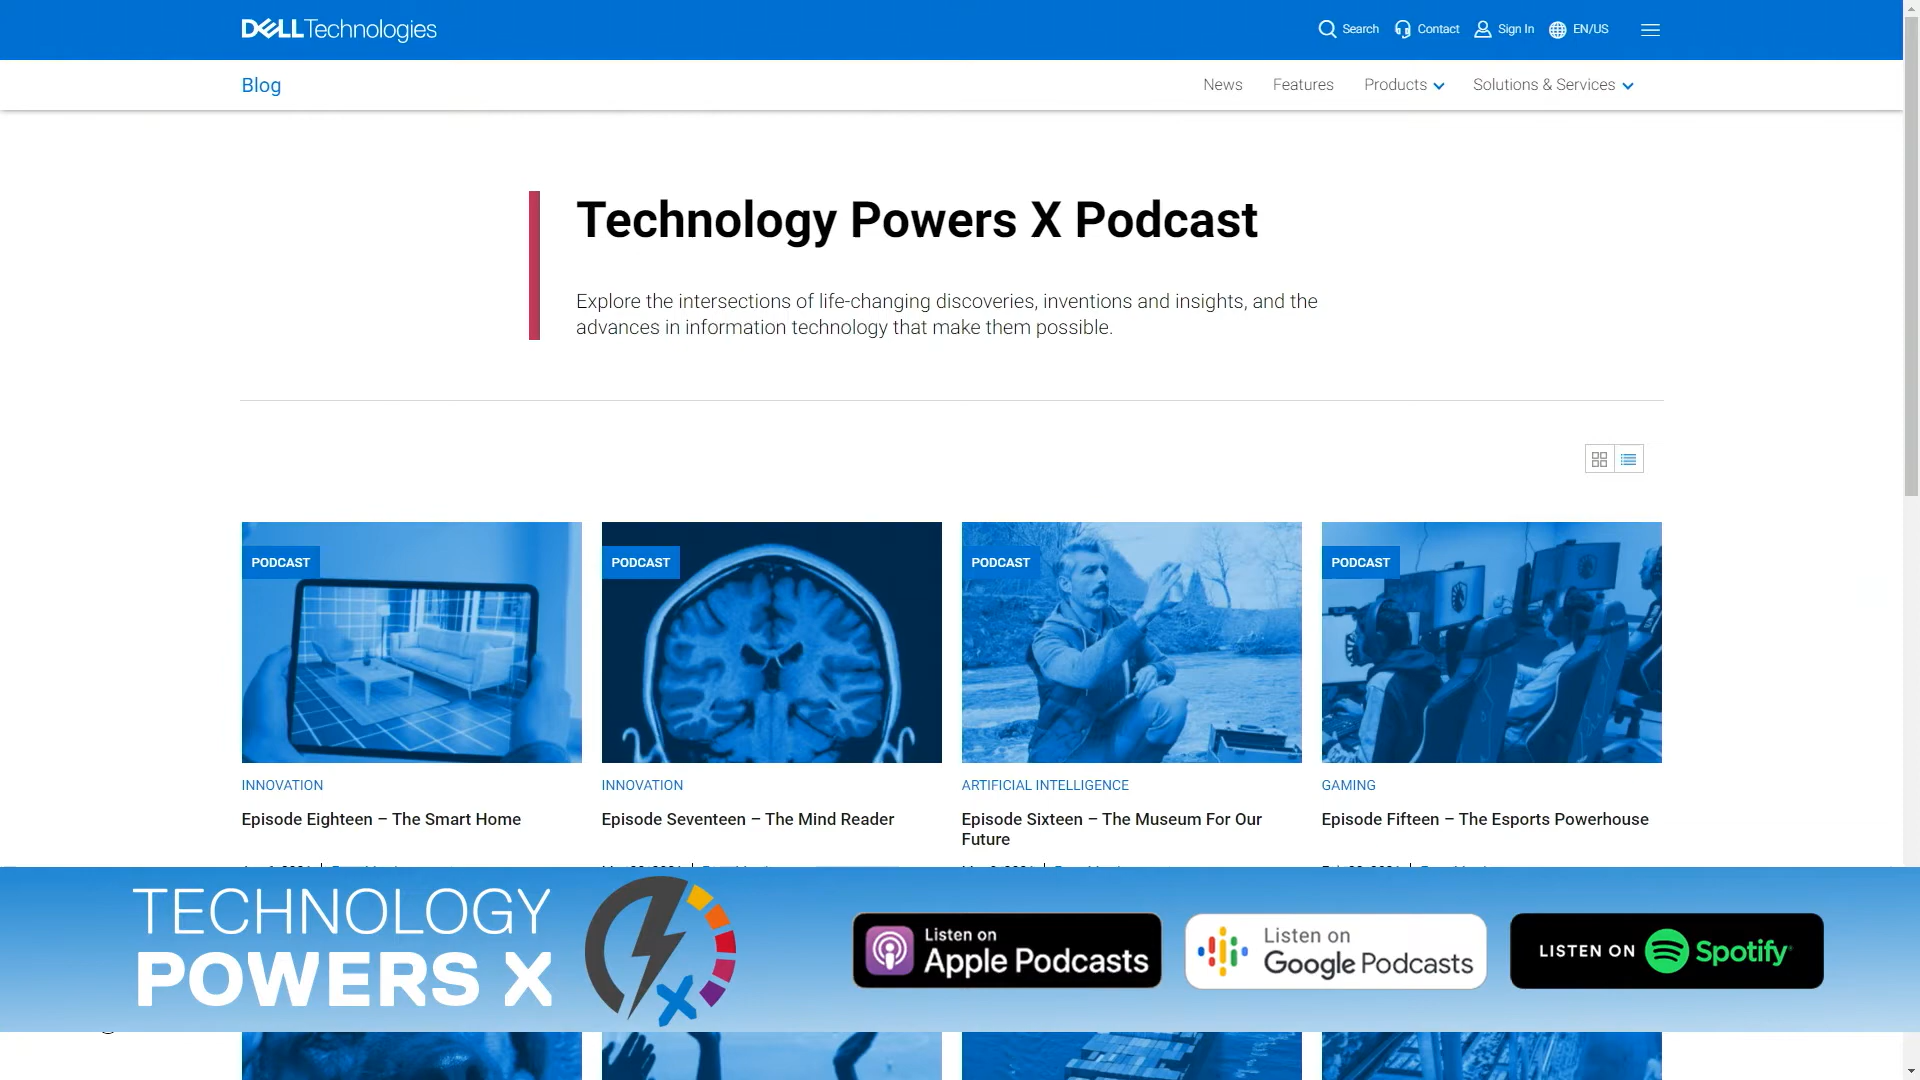 DELLTechnologies
Search
Contact
Sign In
EN/US
Blog
News
Features
Products
Solutions & Services
Technology Powers X Podcast
Explore the intersections of life-changing discoveries, inventions and insights, and the
advances in information technology that make them possible.
PODCAST
PODCAST
PODCAST
PODCAST
INNOVATION
INNOVATION
ARTIFICIAL INTELLIGENCE
GAMING
Episode Eighteen – The Smart Home
Episode Seventeen – The Mind Reader
Episode Sixteen – The Museum For Our
Future
Episode Fifteen – The Esports Powerhouse
TECHNOLOGY
POWERS X
Listen on
Apple Podcasts
Listen on
Google Podcasts
LISTEN ON Spotify